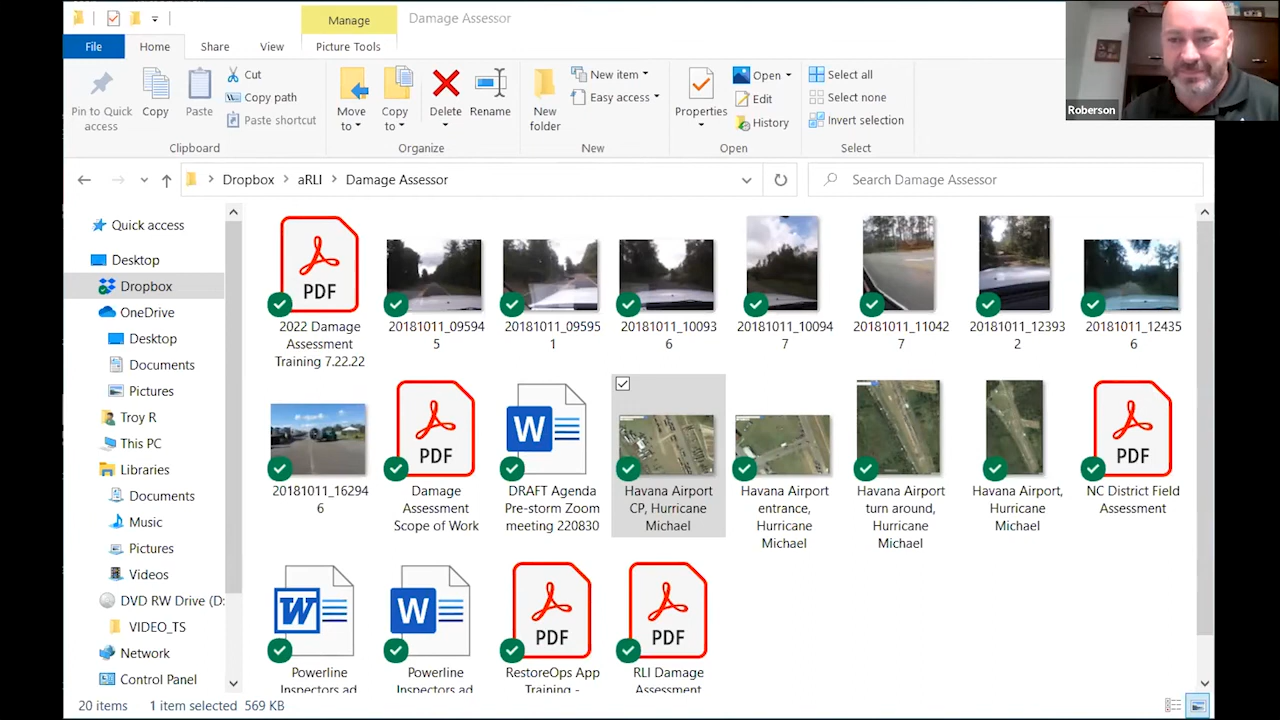 Manage
Damage Assessor
File
Home
Share
View
Picture Tools
Pin to Quick access
Copy
Paste
Cut
Copy path
Paste shortcut
Clipboard
Move to
Copy to
Delete
Rename
Organize
New folder
New item
Easy access
New
Properties
Open
Edit
History
Open
Select all
Select none
Invert selection
Select
Roberson
Dropbox
aRLI
Damage Assessor
Search Damage Assessor
Quick access
Desktop
Dropbox
OneDrive
Desktop
Documents
Pictures
Troy R
This PC
Libraries
Documents
Music
Pictures
Videos
DVD RW Drive (D:
VIDEO_TS
Network
Control Panel
PDF
2022 Damage
Assessment
Training 7.22.22
20181011_09594
5
20181011_09595
1
20181011_10093
6
20181011_10094
7
20181011_11042
7
20181011_12393
2
20181011_12435
6
20181011_16294
6
PDF
Damage
Assessment
Scope of Work
W
DRAFT Agenda
Pre-storm Zoom
meeting 220830
Havana Airport
CP, Hurricane
Michael
Havana Airport
entrance,
Hurricane
Michael
Havana Airport
turn around,
Hurricane
Michael
Havana Airport,
Hurricane
Michael
PDF
NC District Field
Assessment
W
Powerline
Inspectors ad
W
Powerline
Inspectors ad
PDF
RestoreOps App
Training -
PDF
RLI Damage
Assessment
20 items
1 item selected 569 KB